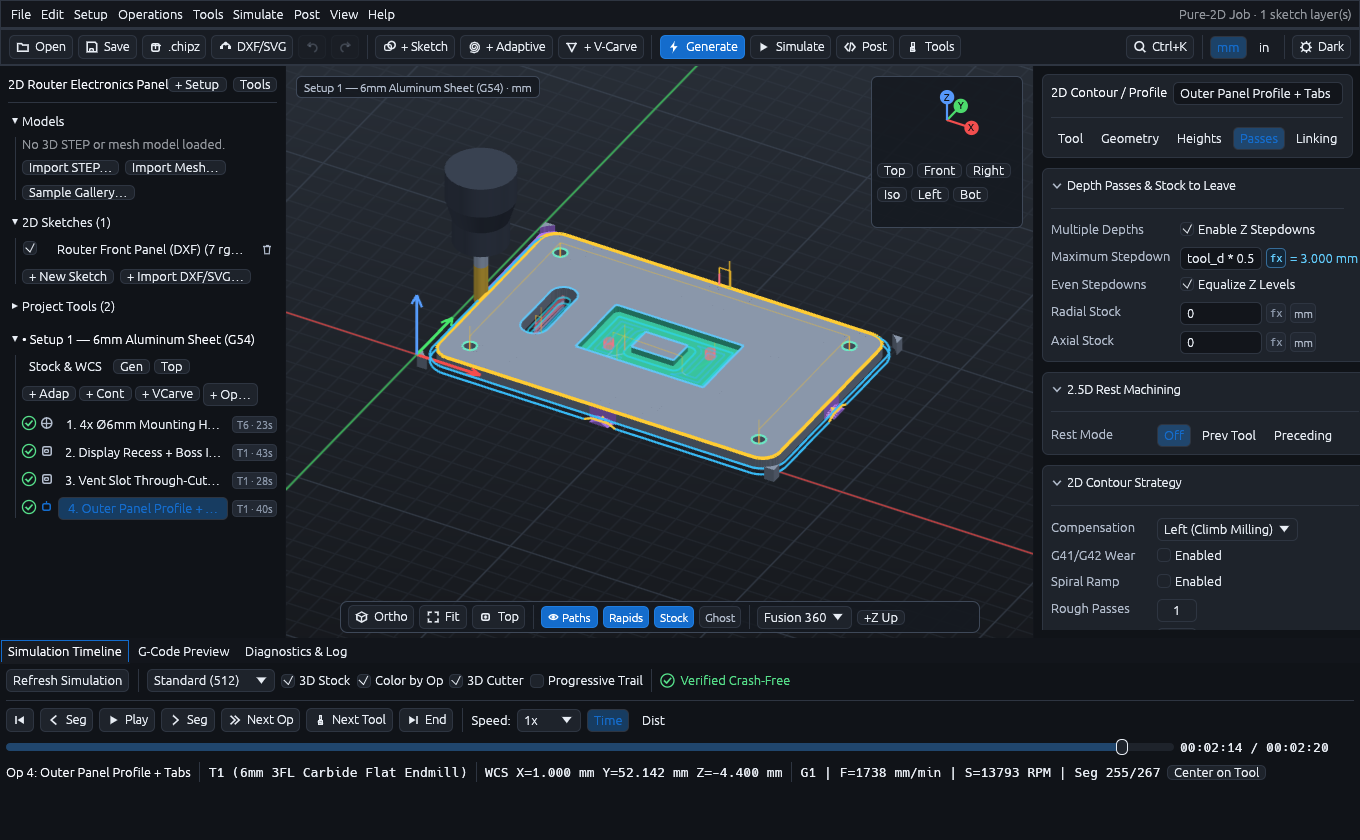 File Edit Setup Operations Tools Simulate Post View Help
Pure-2D Job · 1 sketch layer(s)
Open Save .chipz DXF/SVG + Sketch + Adaptive + V-Carve Generate Simulate Post Tools Ctrl+K mm in Dark
2D Router Electronics Panel + Setup Tools
Models
No 3D STEP or mesh model loaded.
Import STEP... Import Mesh...
Sample Gallery...
2D Sketches (1)
Router Front Panel (DXF) (7 rg...
+ New Sketch + Import DXF/SVG...
Project Tools (2)
• Setup 1 — 6mm Aluminum Sheet (G54)
Stock & WCS Gen Top
+ Adap + Cont + VCarve + Op...
1. 4x Ø6mm Mounting H... T6 · 23s
2. Display Recess + Boss I... T1 · 43s
3. Vent Slot Through-Cut... T1 · 28s
4. Outer Panel Profile + ... T1 · 40s
Setup 1 — 6mm Aluminum Sheet (G54) · mm
Z
Y
X
Top Front Right
Iso Left Bot
Ortho Fit Top Paths Rapids Stock Ghost Fusion 360 +Z Up
2D Contour / Profile Outer Panel Profile + Tabs
Tool Geometry Heights Passes Linking
Depth Passes & Stock to Leave
Multiple Depths Enable Z Stepdowns
Maximum Stepdown tool_d * 0.5 fx = 3.000 mm
Even Stepdowns Equalize Z Levels
Radial Stock 0 fx mm
Axial Stock 0 fx mm
2.5D Rest Machining
Rest Mode Off Prev Tool Preceding
2D Contour Strategy
Compensation Left (Climb Milling)
G41/G42 Wear Enabled
Spiral Ramp Enabled
Rough Passes 1
Simulation Timeline G-Code Preview Diagnostics & Log
Refresh Simulation Standard (512) 3D Stock Color by Op 3D Cutter Progressive Trail Verified Crash-Free
Seg Play Seg Next Op Next Tool End Speed: 1x Time Dist
00:02:14 / 00:02:20
Op 4: Outer Panel Profile + Tabs T1 (6mm 3FL Carbide Flat Endmill) WCS X=1.000 mm Y=52.142 mm Z=-4.400 mm G1 | F=1738 mm/min | S=13793 RPM | Seg 255/267 Center on Tool